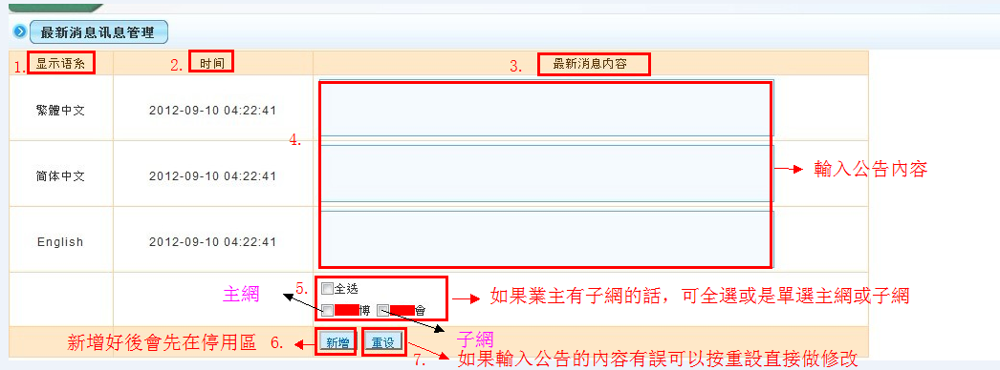 最新消息讯息管理
1. 显示语系
2. 时间
3. 最新消息内容
繁體中文
2012-09-10 04:22:41
4.
简体中文
2012-09-10 04:22:41
輸入公告內容
English
2012-09-10 04:22:41
主網
5.
全选
博
會
如果業主有子網的話，可全選或是單選主網或子網
子網
新增好後會先在停用區
6.
新增
重设
7.
如果輸入公告的內容有誤可以按重設直接做修改